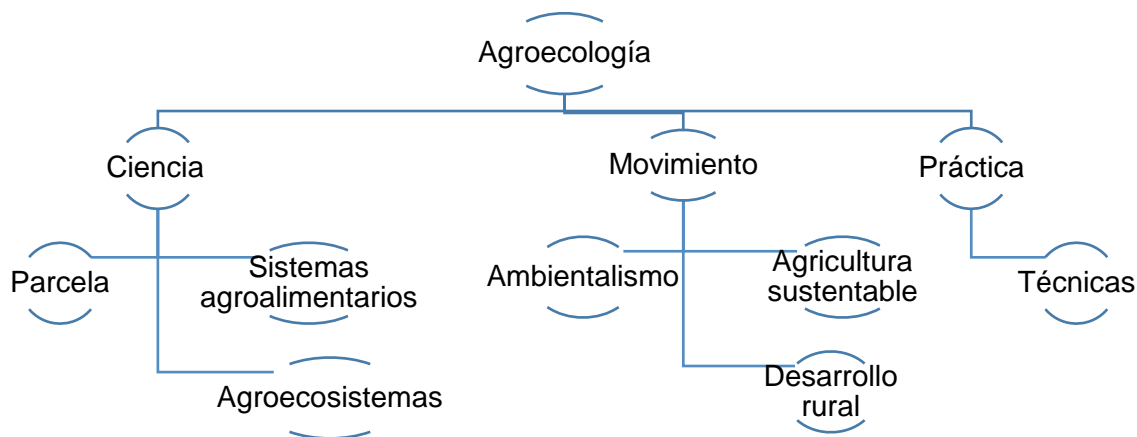 Agroecología
Ciencia
Movimiento
Práctica
Parcela
Sistemas
agroalimentarios
Ambientalismo
Agricultura
sustentable
Técnicas
Agroecosistemas
Desarrollo
rural